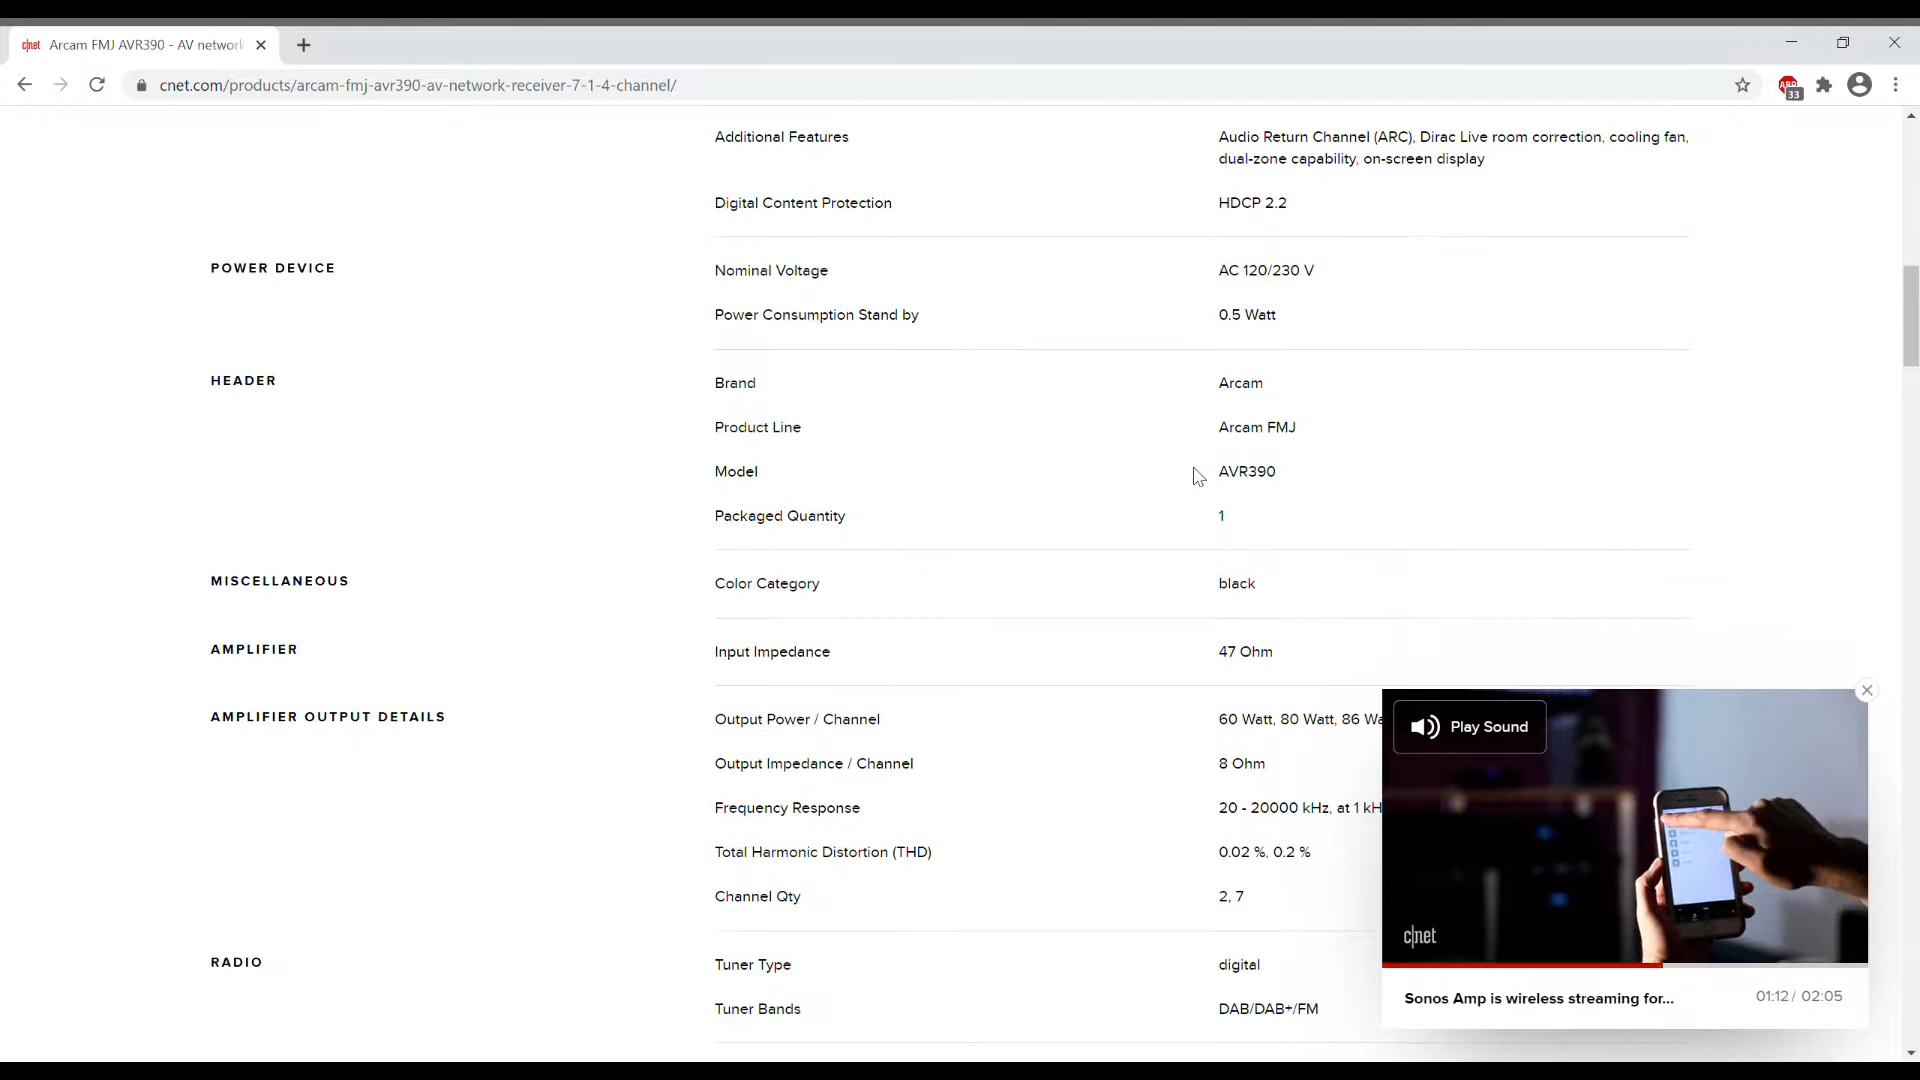 cnet Arcam FMJ AVR390 - AV network
cnet.com/products/arcam-fmj-avr390-av-network-receiver-7-1-4-channel/
ABP
33
Additional Features Audio Return Channel (ARC), Dirac Live room correction, cooling fan,
dual-zone capability, on-screen display
Digital Content Protection HDCP 2.2
POWER DEVICE Nominal Voltage AC 120/230 V
Power Consumption Stand by 0.5 Watt
HEADER Brand Arcam
Product Line Arcam FMJ
Model AVR390
Packaged Quantity 1
MISCELLANEOUS Color Category black
AMPLIFIER Input Impedance 47 Ohm
AMPLIFIER OUTPUT DETAILS Output Power / Channel 60 Watt, 80 Watt, 86 Wa
Play Sound
Output Impedance / Channel 8 Ohm
Frequency Response 20 - 20000 kHz, at 1 kH
Total Harmonic Distortion (THD) 0.02 %, 0.2 %
Channel Qty 2, 7
c|net
RADIO Tuner Type digital
Sonos Amp is wireless streaming for... 01:12 / 02:05
Tuner Bands DAB/DAB+/FM